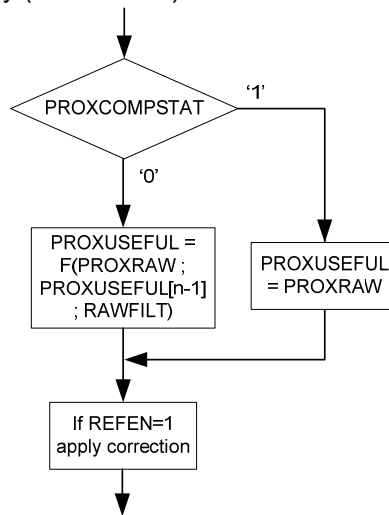 PROXCOMPSTAT
'1'
'0'
PROXUSEFUL =
F(PROXRAW ;
PROXUSEFUL[n-1]
; RAWFILT)
PROXUSEFUL
= PROXRAW
If REFEN=1
apply correction